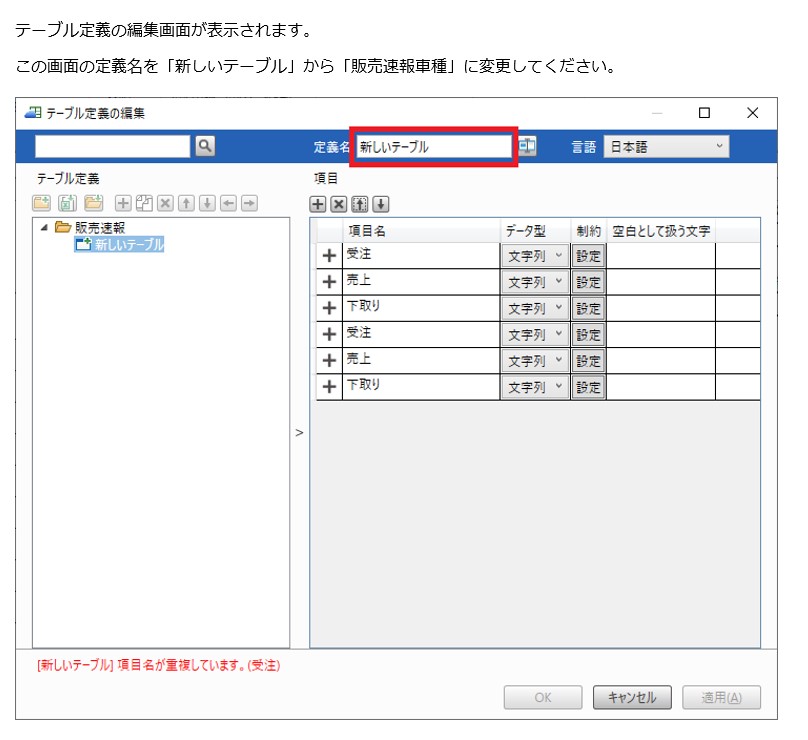 テーブル定義の編集画面が表示されます。
この画面の定義名を「新しいテーブル」から「販売速報車種」に変更してください。
テーブル定義の編集
定義名 新しいテーブル 言語 日本語
テーブル定義 項目
販売速報
新しいテーブル
項目名 データ型 制約 空白として扱う文字
受注 文字列 設定
売上 文字列 設定
下取り 文字列 設定
受注 文字列 設定
売上 文字列 設定
下取り 文字列 設定
>
[新しいテーブル] 項目名が重複しています。(受注)
OK キャンセル 適用(A)